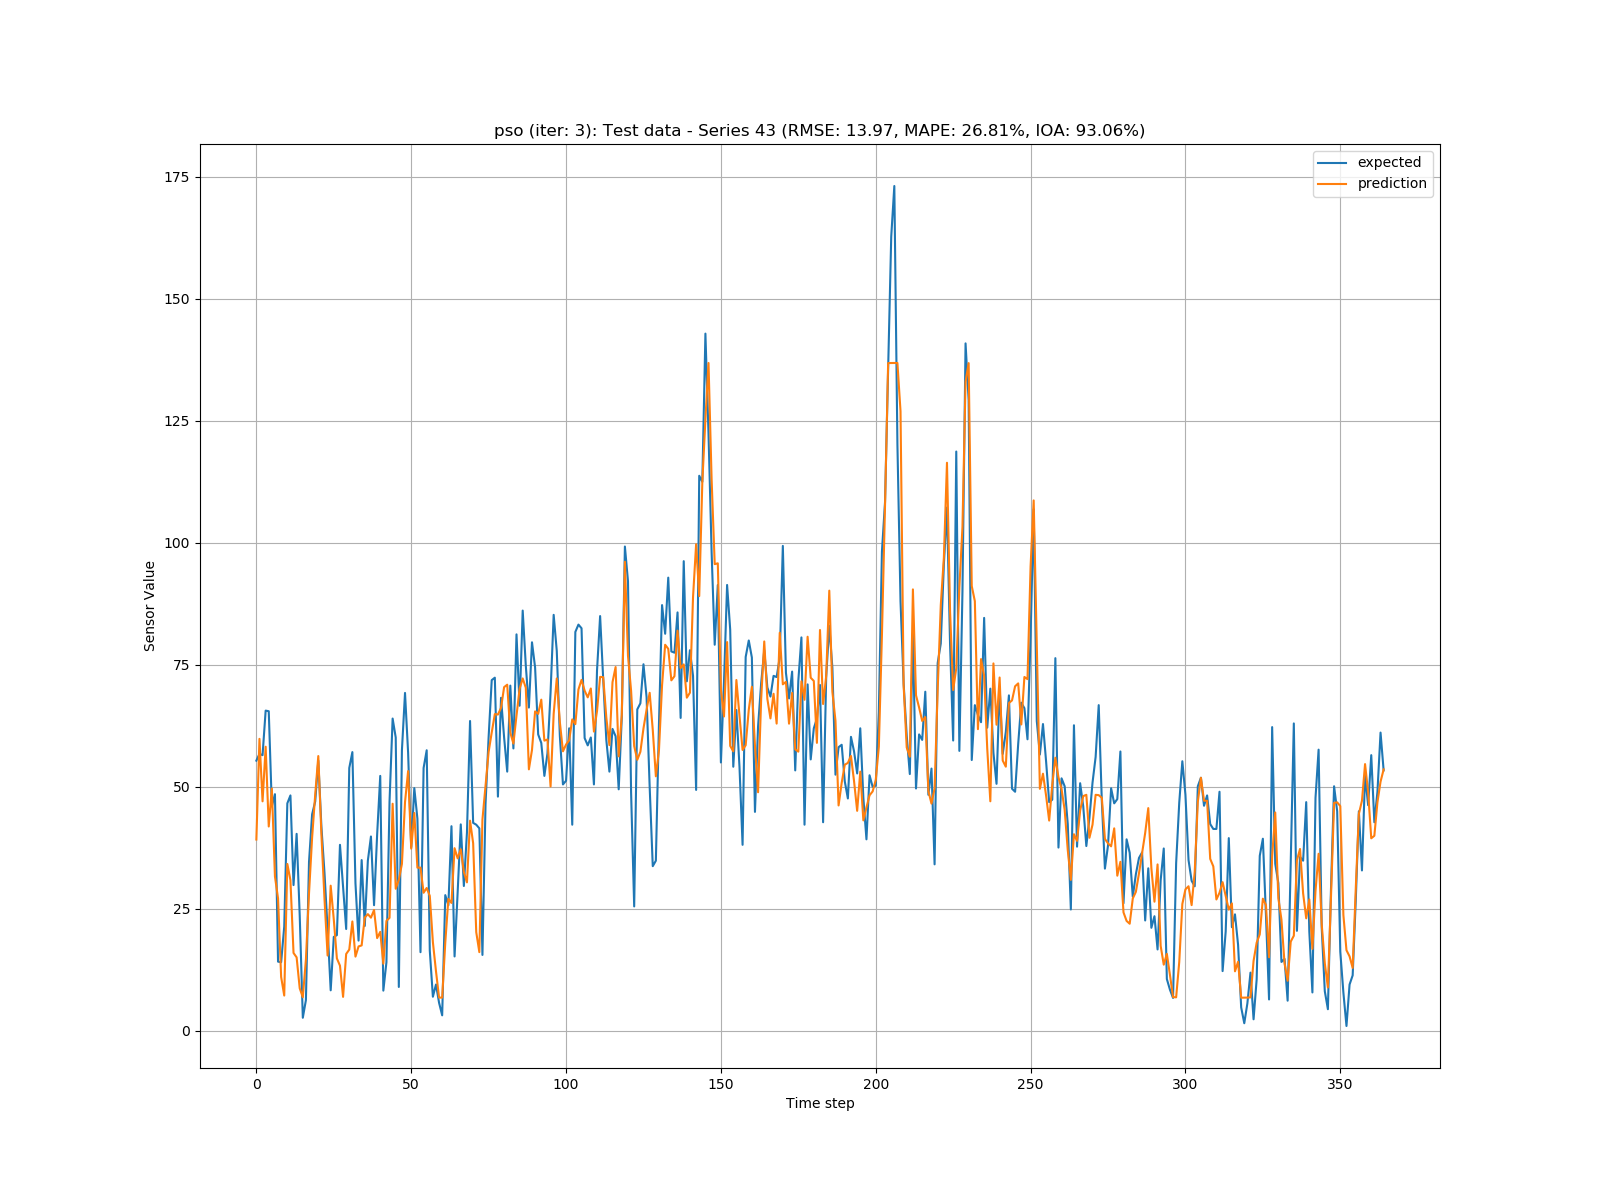 pso (iter: 3): Test data - Series 43 (RMSE: 13.97, MAPE: 26.81%, IOA: 93.06%)
expected
prediction
175
150
125
100
75
50
25
0
Sensor Value
0 50 100 150 200 250 300 350
Time step